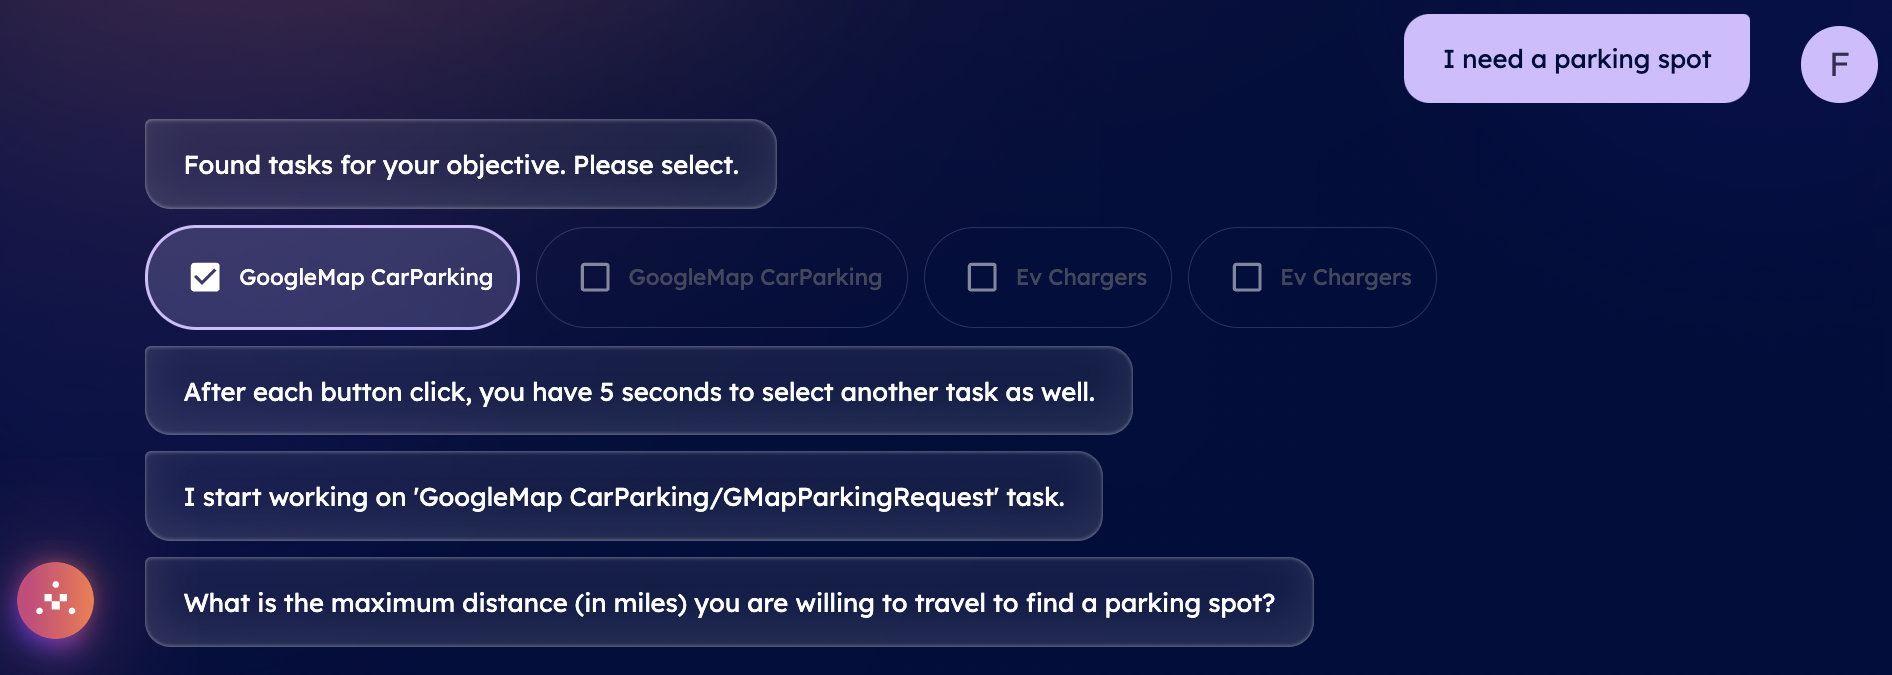 I need a parking spot
F
Found tasks for your objective. Please select.
GoogleMap CarParking
GoogleMap CarParking
Ev Chargers
Ev Chargers
After each button click, you have 5 seconds to select another task as well.
I start working on 'GoogleMap CarParking/GMapParkingRequest' task.
What is the maximum distance (in miles) you are willing to travel to find a parking spot?